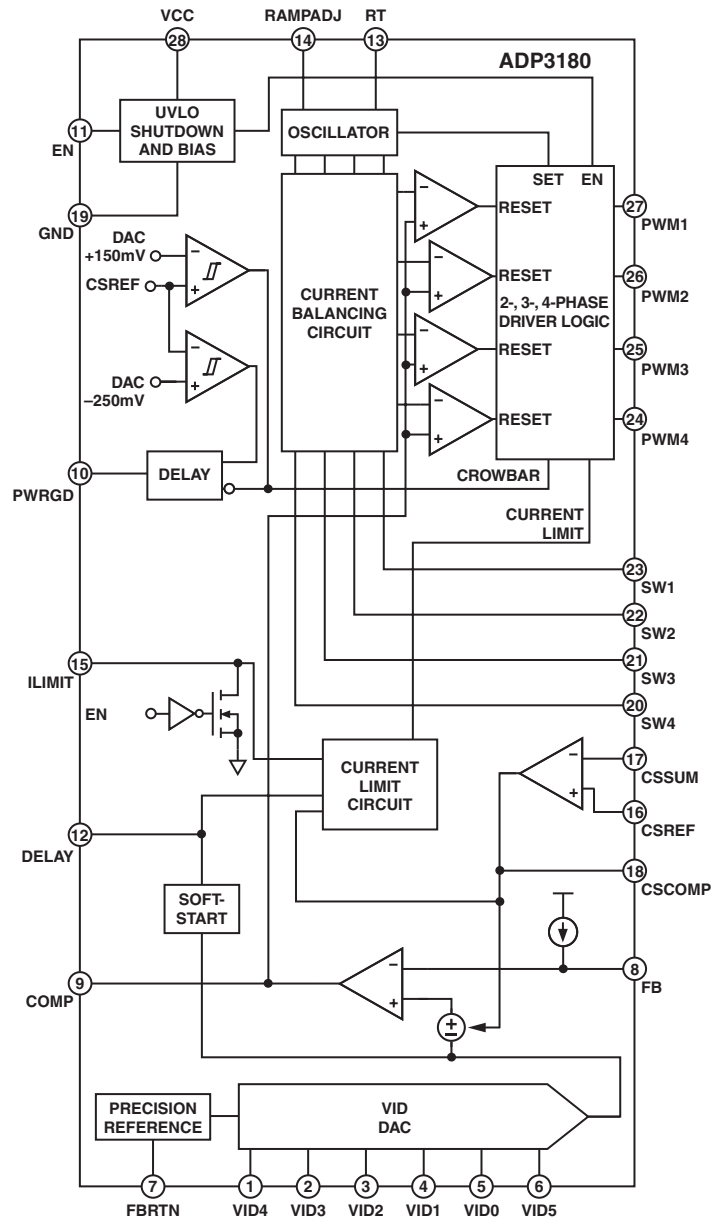 VCC
RAMPADJ
RT
28
14
13
ADP3180
UVLO
SHUTDOWN
AND BIAS
11
EN
OSCILLATOR
SET
EN
19
GND
DAC
+150mV
CSREF
DAC
–250mV
–
+
–
+
CURRENT
BALANCING
CIRCUIT
–
+
–
+
–
+
–
+
RESET
RESET
RESET
RESET
2-, 3-, 4-PHASE
DRIVER LOGIC
27
PWM1
26
PWM2
25
PWM3
24
PWM4
10
PWRGD
DELAY
CROWBAR
CURRENT
LIMIT
23
SW1
22
SW2
21
SW3
20
SW4
15
ILIMIT
EN
CURRENT
LIMIT
CIRCUIT
–
+
17
CSSUM
16
CSREF
12
DELAY
18
CSCOMP
SOFT-
START
9
COMP
–
+
+
–
8
FB
PRECISION
REFERENCE
VID
DAC
7
1
2
3
4
5
6
FBRTN
VID4
VID3
VID2
VID1
VID0
VID5